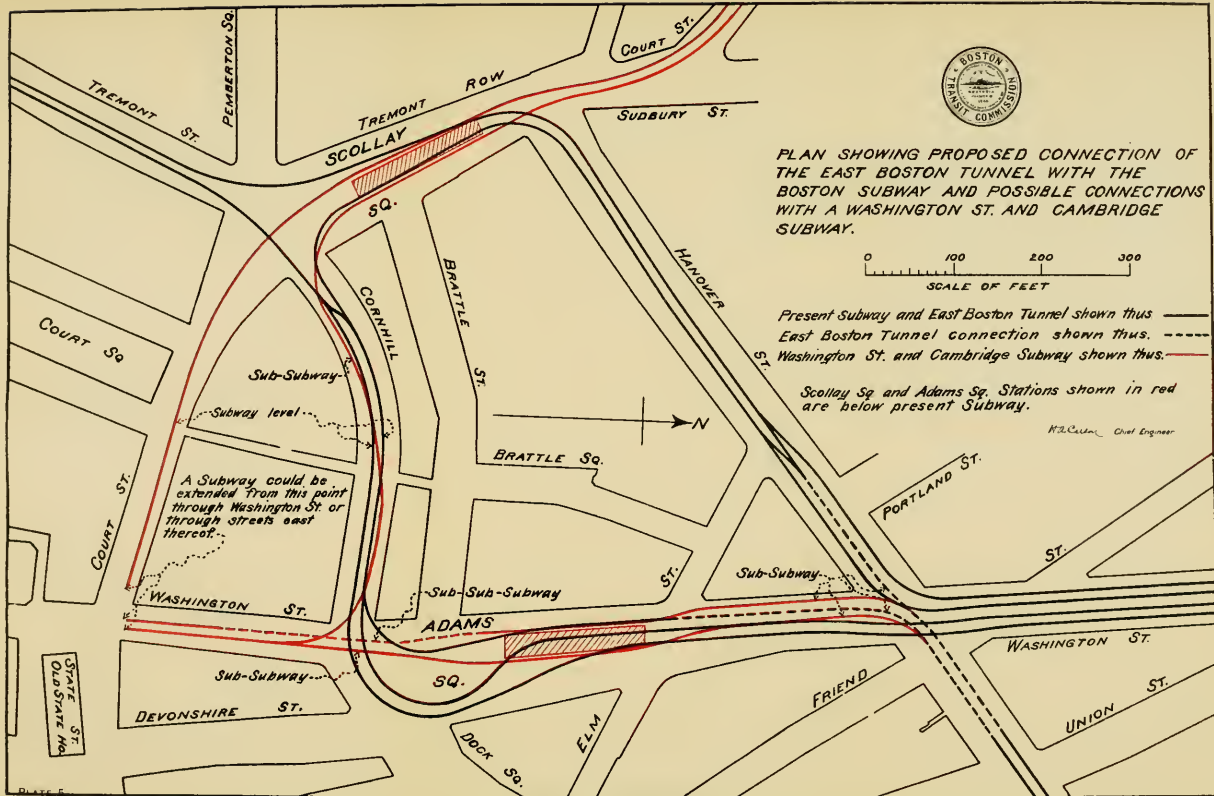 PEMBERTON SQ.
TREMONT ST.
TREMONT ROW
SCOLLAY
SQ.
COURT ST.
SUDBURY ST.
BOSTON
TRANSIT COMMISSION
PLAN SHOWING PROPOSED CONNECTION OF
THE EAST BOSTON TUNNEL WITH THE
BOSTON SUBWAY AND POSSIBLE CONNECTIONS
WITH A WASHINGTON ST. AND CAMBRIDGE
SUBWAY.
0 100 200 300
SCALE OF FEET
Present Subway and East Boston Tunnel shown thus
East Boston Tunnel connection shown thus.
Washington St. and Cambridge Subway shown thus.
Scollay Sq. and Adams Sq. Stations shown in red
are below present Subway.
Chief Engineer
HANOVER
ST.
BRATTLE
ST.
CORNHILL
COURT SQ
Sub-Subway
Subway level
N
BRATTLE SQ.
A Subway could be
extended from this point
through Washington St. or
through streets east
thereof.
COURT ST.
PORTLAND ST.
ST.
WASHINGTON ST.
Sub-Sub-Subway
ST.
Sub-Subway
ADAMS
SQ.
Sub-Subway
WASHINGTON ST.
STATE ST.
OLD STATE HO.
DEVONSHIRE ST.
DOCK SQ.
ELM
FRIEND
UNION ST.
PLATE 5.